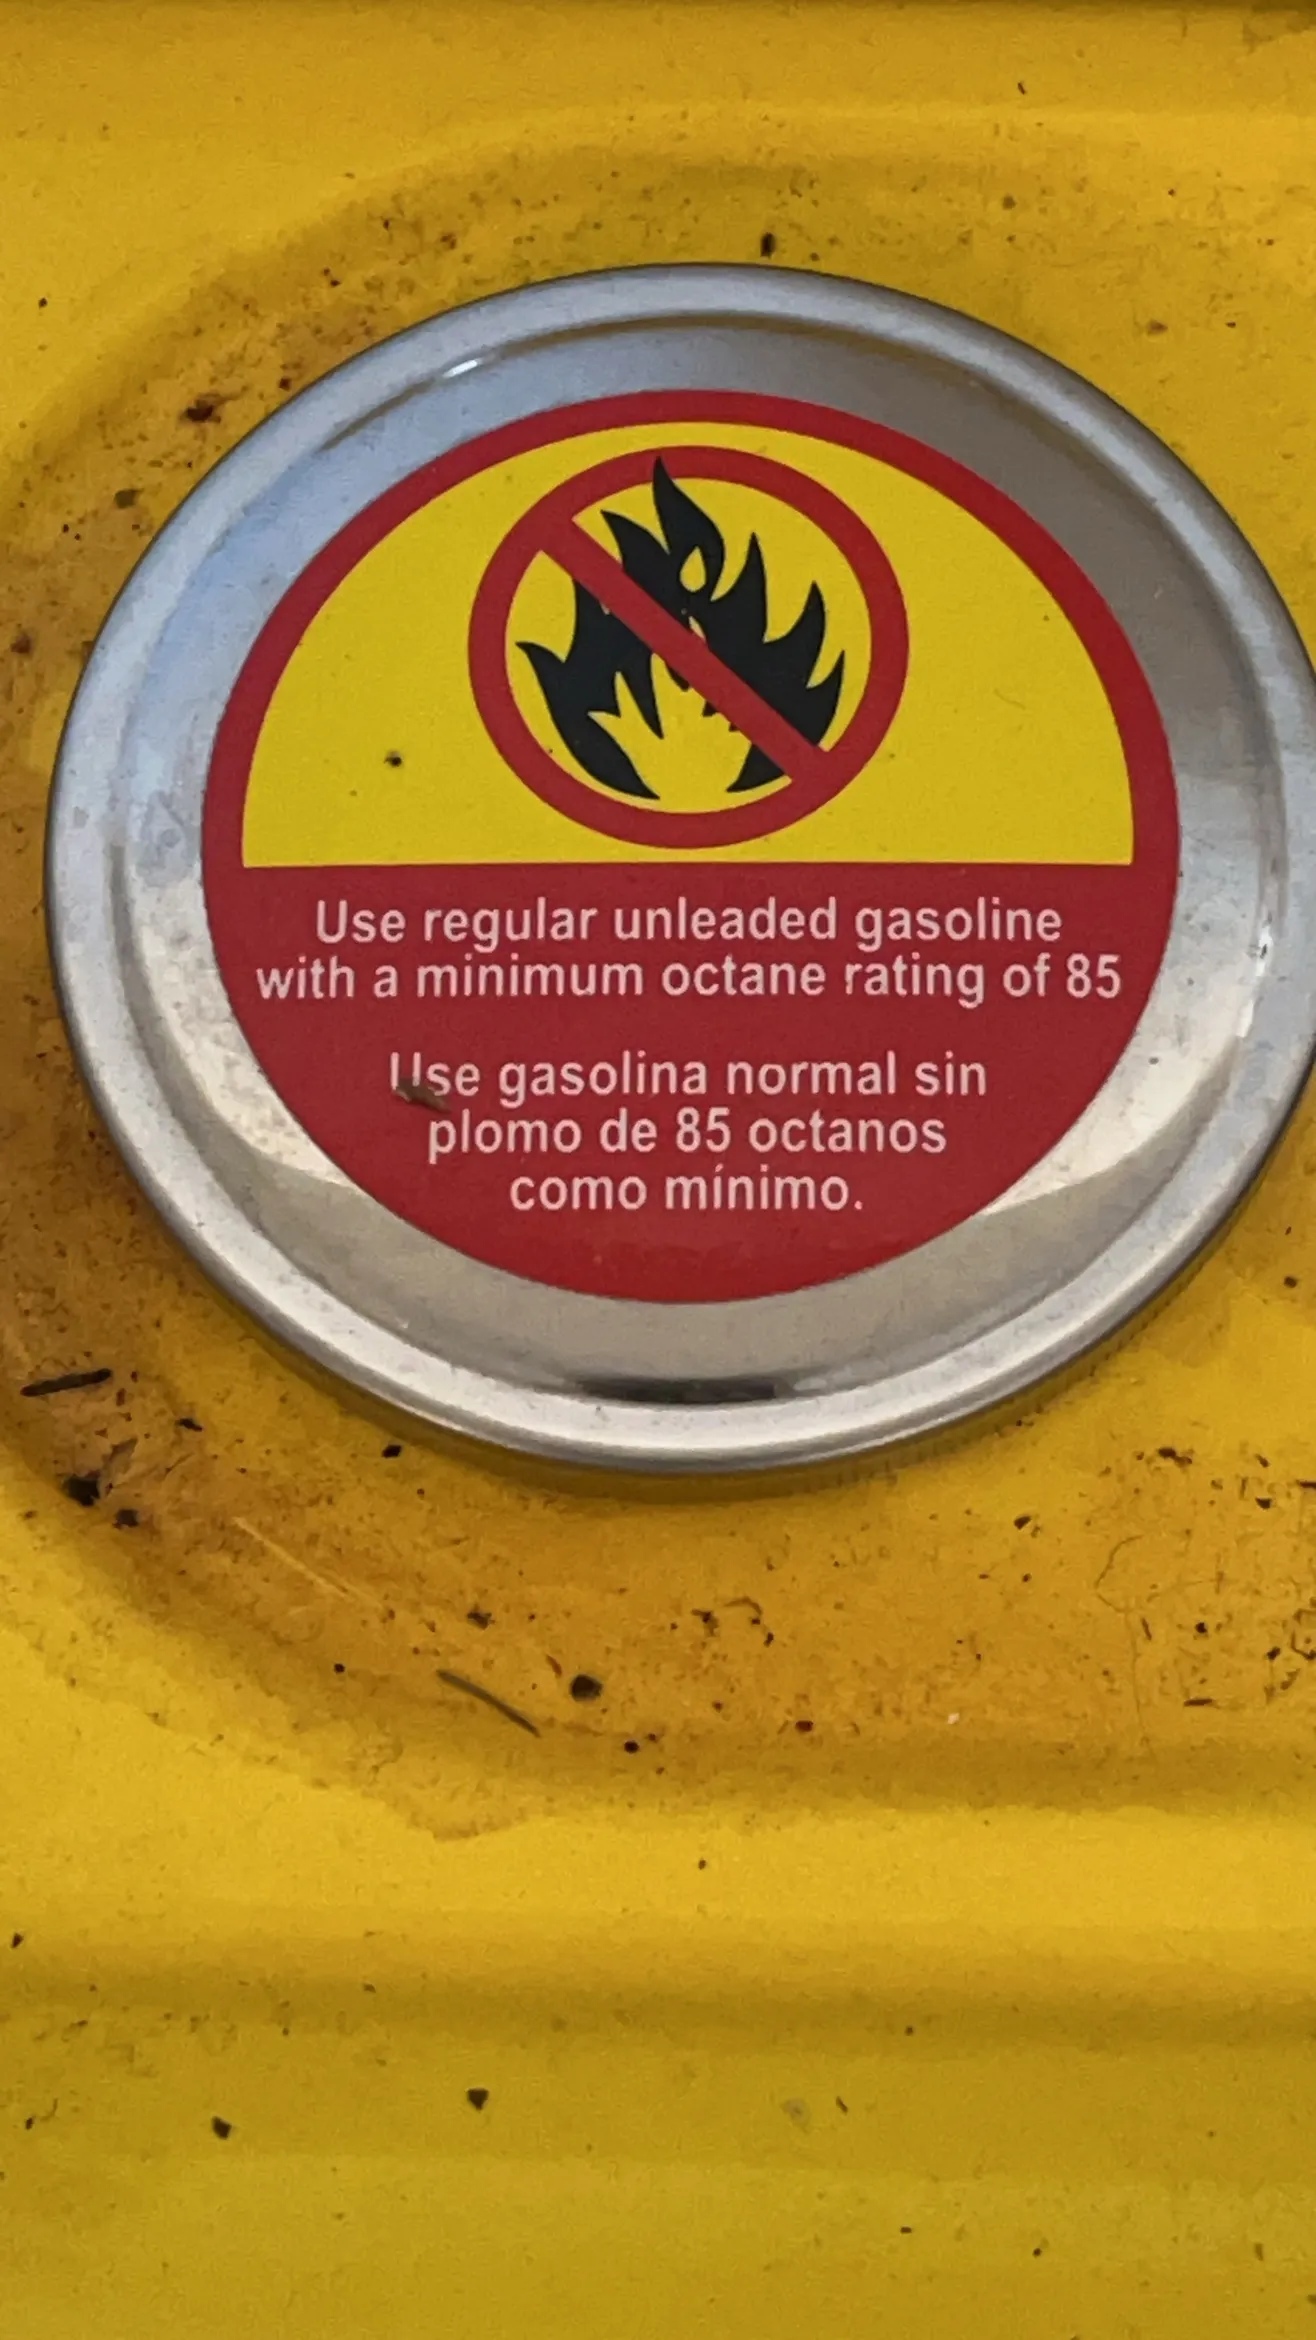 Use regular unleaded gasoline
with a minimum octane rating of 85
Use gasolina normal sin
plomo de 85 octanos
como mínimo.